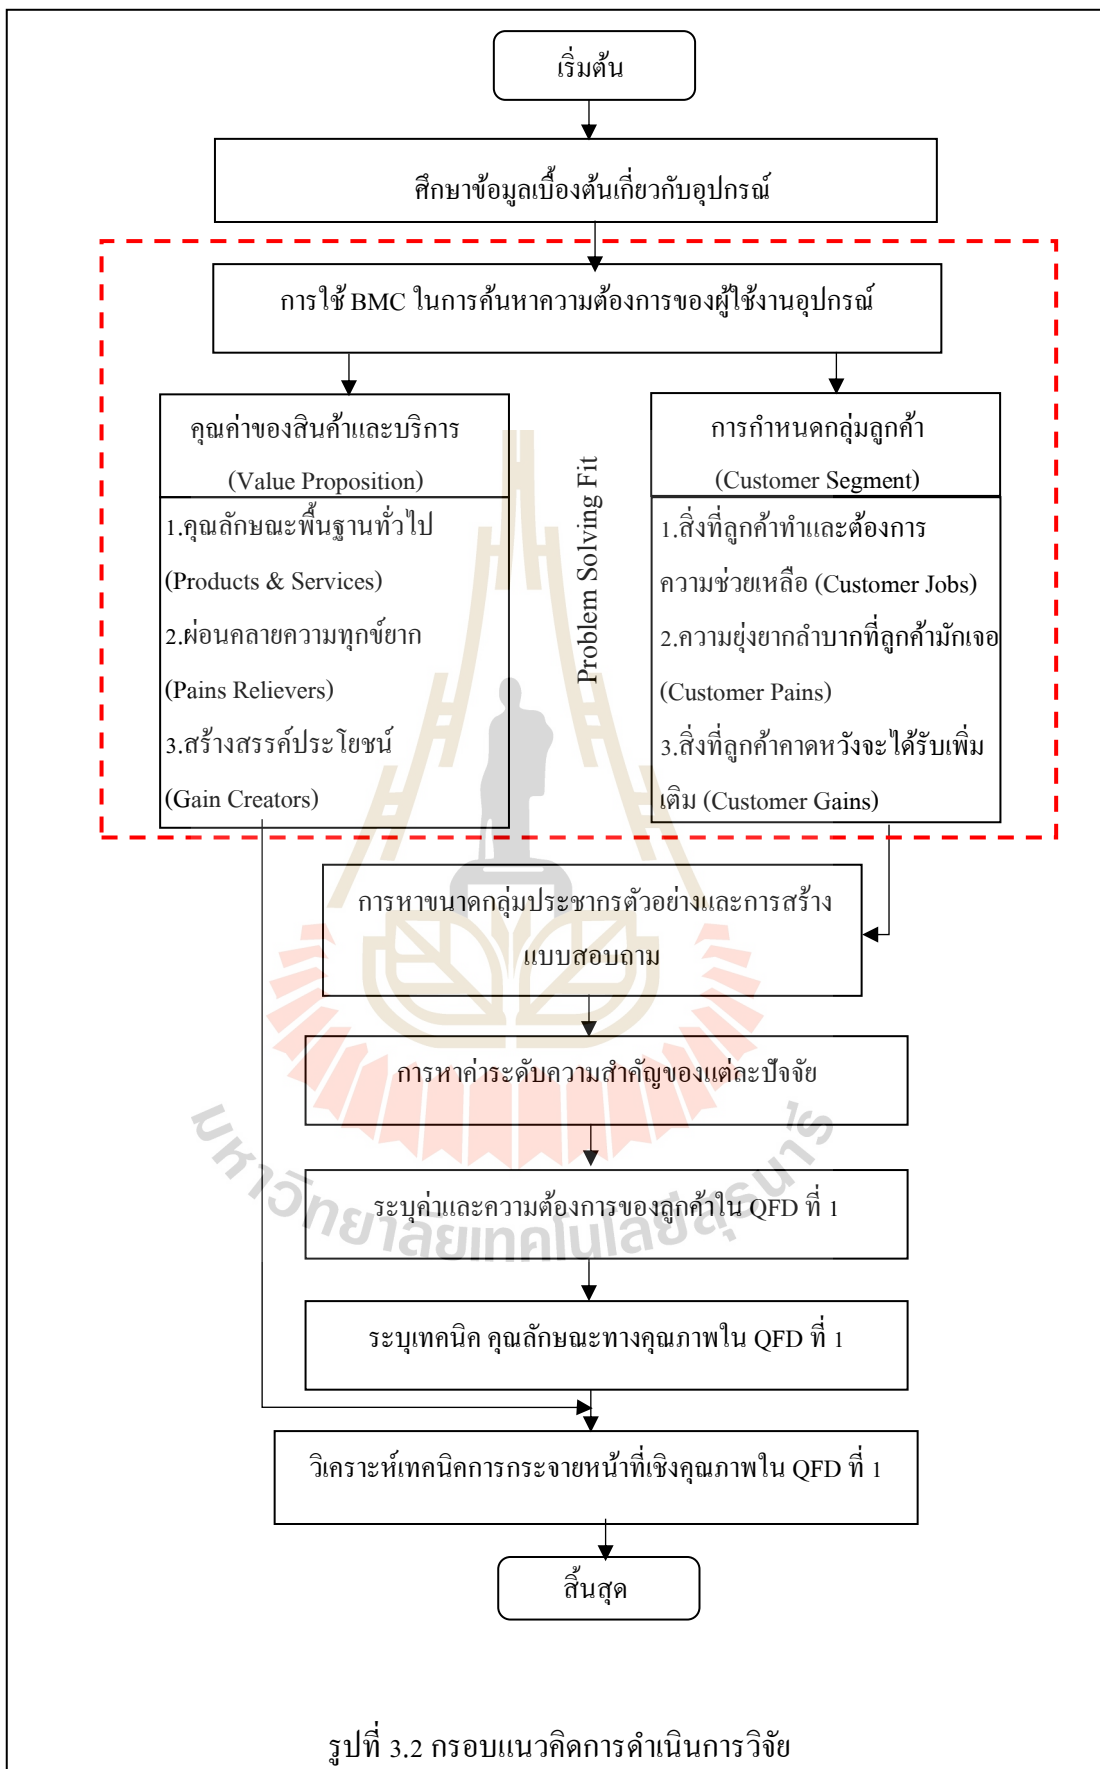 เริ่มต้น
ศึกษาข้อมูลเบื้องต้นเกี่ยวกับอุปกรณ์
การใช้ BMC ในการค้นหาความต้องการของผู้ใช้งานอุปกรณ์
คุณค่าของสินค้าและบริการ
(Value Proposition)
1.คุณลักษณะพื้นฐานทั่วไป
(Products & Services)
2.ผ่อนคลายความทุกข์ยาก
(Pains Relievers)
3.สร้างสรรค์ประโยชน์
(Gain Creators)
Problem Solving Fit
การกำหนดกลุ่มลูกค้า
(Customer Segment)
1.สิ่งที่ลูกค้าทำและต้องการ
ความช่วยเหลือ (Customer Jobs)
2.ความยุ่งยากลำบากที่ลูกค้ามักเจอ
(Customer Pains)
3.สิ่งที่ลูกค้าคาดหวังจะได้รับเพิ่ม
เติม (Customer Gains)
การหาขนาดกลุ่มประชากรตัวอย่างและการสร้าง
แบบสอบถาม
การหาค่าระดับความสำคัญของแต่ละปัจจัย
ระบุค่าและความต้องการของลูกค้าใน QFD ที่ 1
มหาวิทยาลัยเทคโนโลยีสุรนารี
ระบุเทคนิค คุณลักษณะทางคุณภาพใน QFD ที่ 1
วิเคราะห์เทคนิคการกระจายหน้าที่เชิงคุณภาพใน QFD ที่ 1
สิ้นสุด
รูปที่ 3.2 กรอบแนวคิดการดำเนินการวิจัย